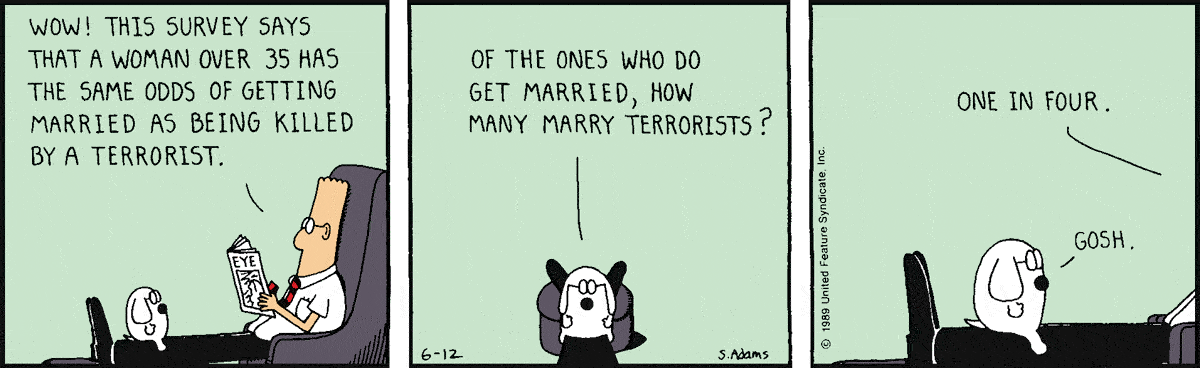 WOW! THIS SURVEY SAYS
THAT A WOMAN OVER 35 HAS
THE SAME ODDS OF GETTING
MARRIED AS BEING KILLED
BY A TERRORIST.
EYE
OF THE ONES WHO DO
GET MARRIED, HOW
MANY MARRY TERRORISTS?
6-12
S.Adams
© 1989 United Feature Syndicate, Inc.
ONE IN FOUR.
GOSH.